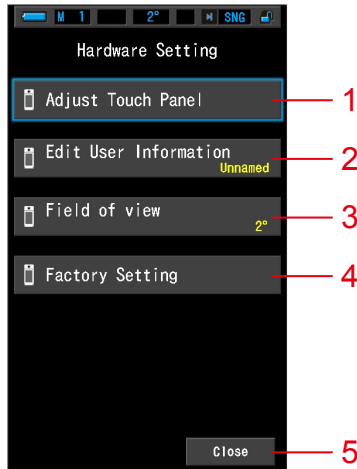 M 1 2° SNG
Hardware Setting
Adjust Touch Panel 1
Edit User Information 2
Unnamed
Field of view 3
2°
Factory Setting 4
Close 5